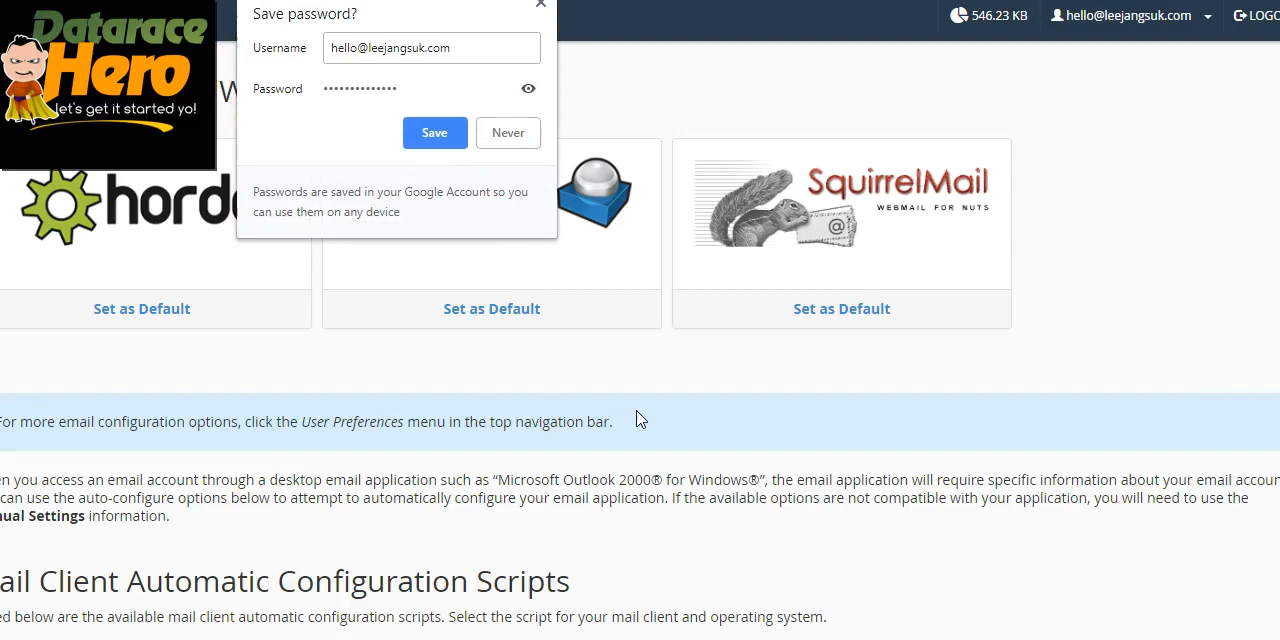 Datarace
Hero
let's get it started yo!
Save password?
Username
hello@leejangsuk.com
Password
Save
Never
Passwords are saved in your Google Account so you
can use them on any device
546.23 KB
hello@leejangsuk.com
LOGO
W
horde
SquirrelMail
WEBMAIL FOR NUTS
Set as Default
Set as Default
Set as Default
For more email configuration options, click the User Preferences menu in the top navigation bar.
en you access an email account through a desktop email application such as “Microsoft Outlook 2000® for Windows®”, the email application will require specific information about your email accoun
can use the auto-configure options below to attempt to automatically configure your email application. If the available options are not compatible with your application, you will need to use the
nual Settings information.
ail Client Automatic Configuration Scripts
ed below are the available mail client automatic configuration scripts. Select the script for your mail client and operating system.